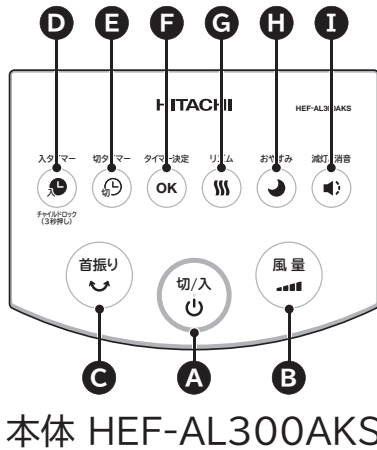 D E F G H I
HITACHI
HEF-AL300AKS
入タイマー 切タイマー タイマー決定 リズム おやすみ 減灯/消音
入 切 OK
チャイルドロック
(3秒押し)
首振り 切/入 風量
C A B
本体 HEF-AL300AKS